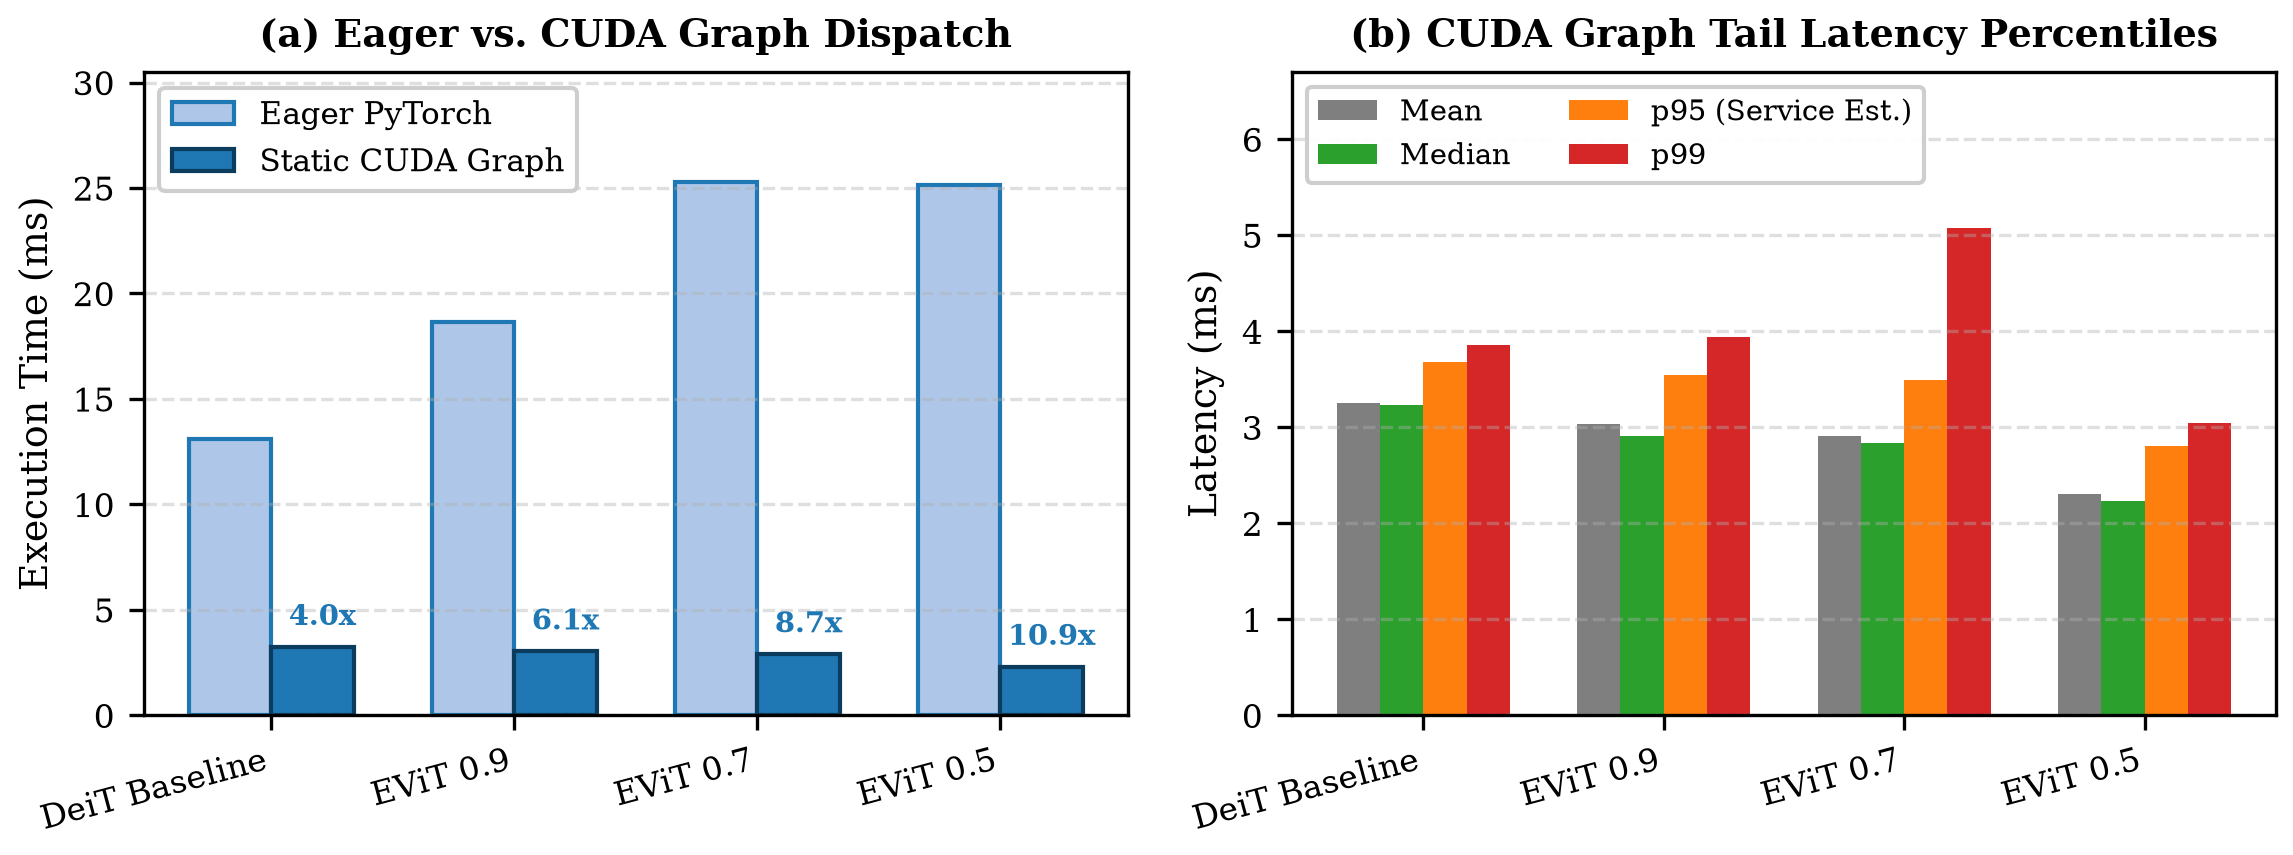 (a) Eager vs. CUDA Graph Dispatch
Execution Time (ms)
30
25
20
15
10
5
0
Eager PyTorch
Static CUDA Graph
4.0x
6.1x
8.7x
10.9x
DeiT Baseline
EViT 0.9
EViT 0.7
EViT 0.5
(b) CUDA Graph Tail Latency Percentiles
Latency (ms)
6
5
4
3
2
1
0
Mean
Median
p95 (Service Est.)
p99
DeiT Baseline
EViT 0.9
EViT 0.7
EViT 0.5